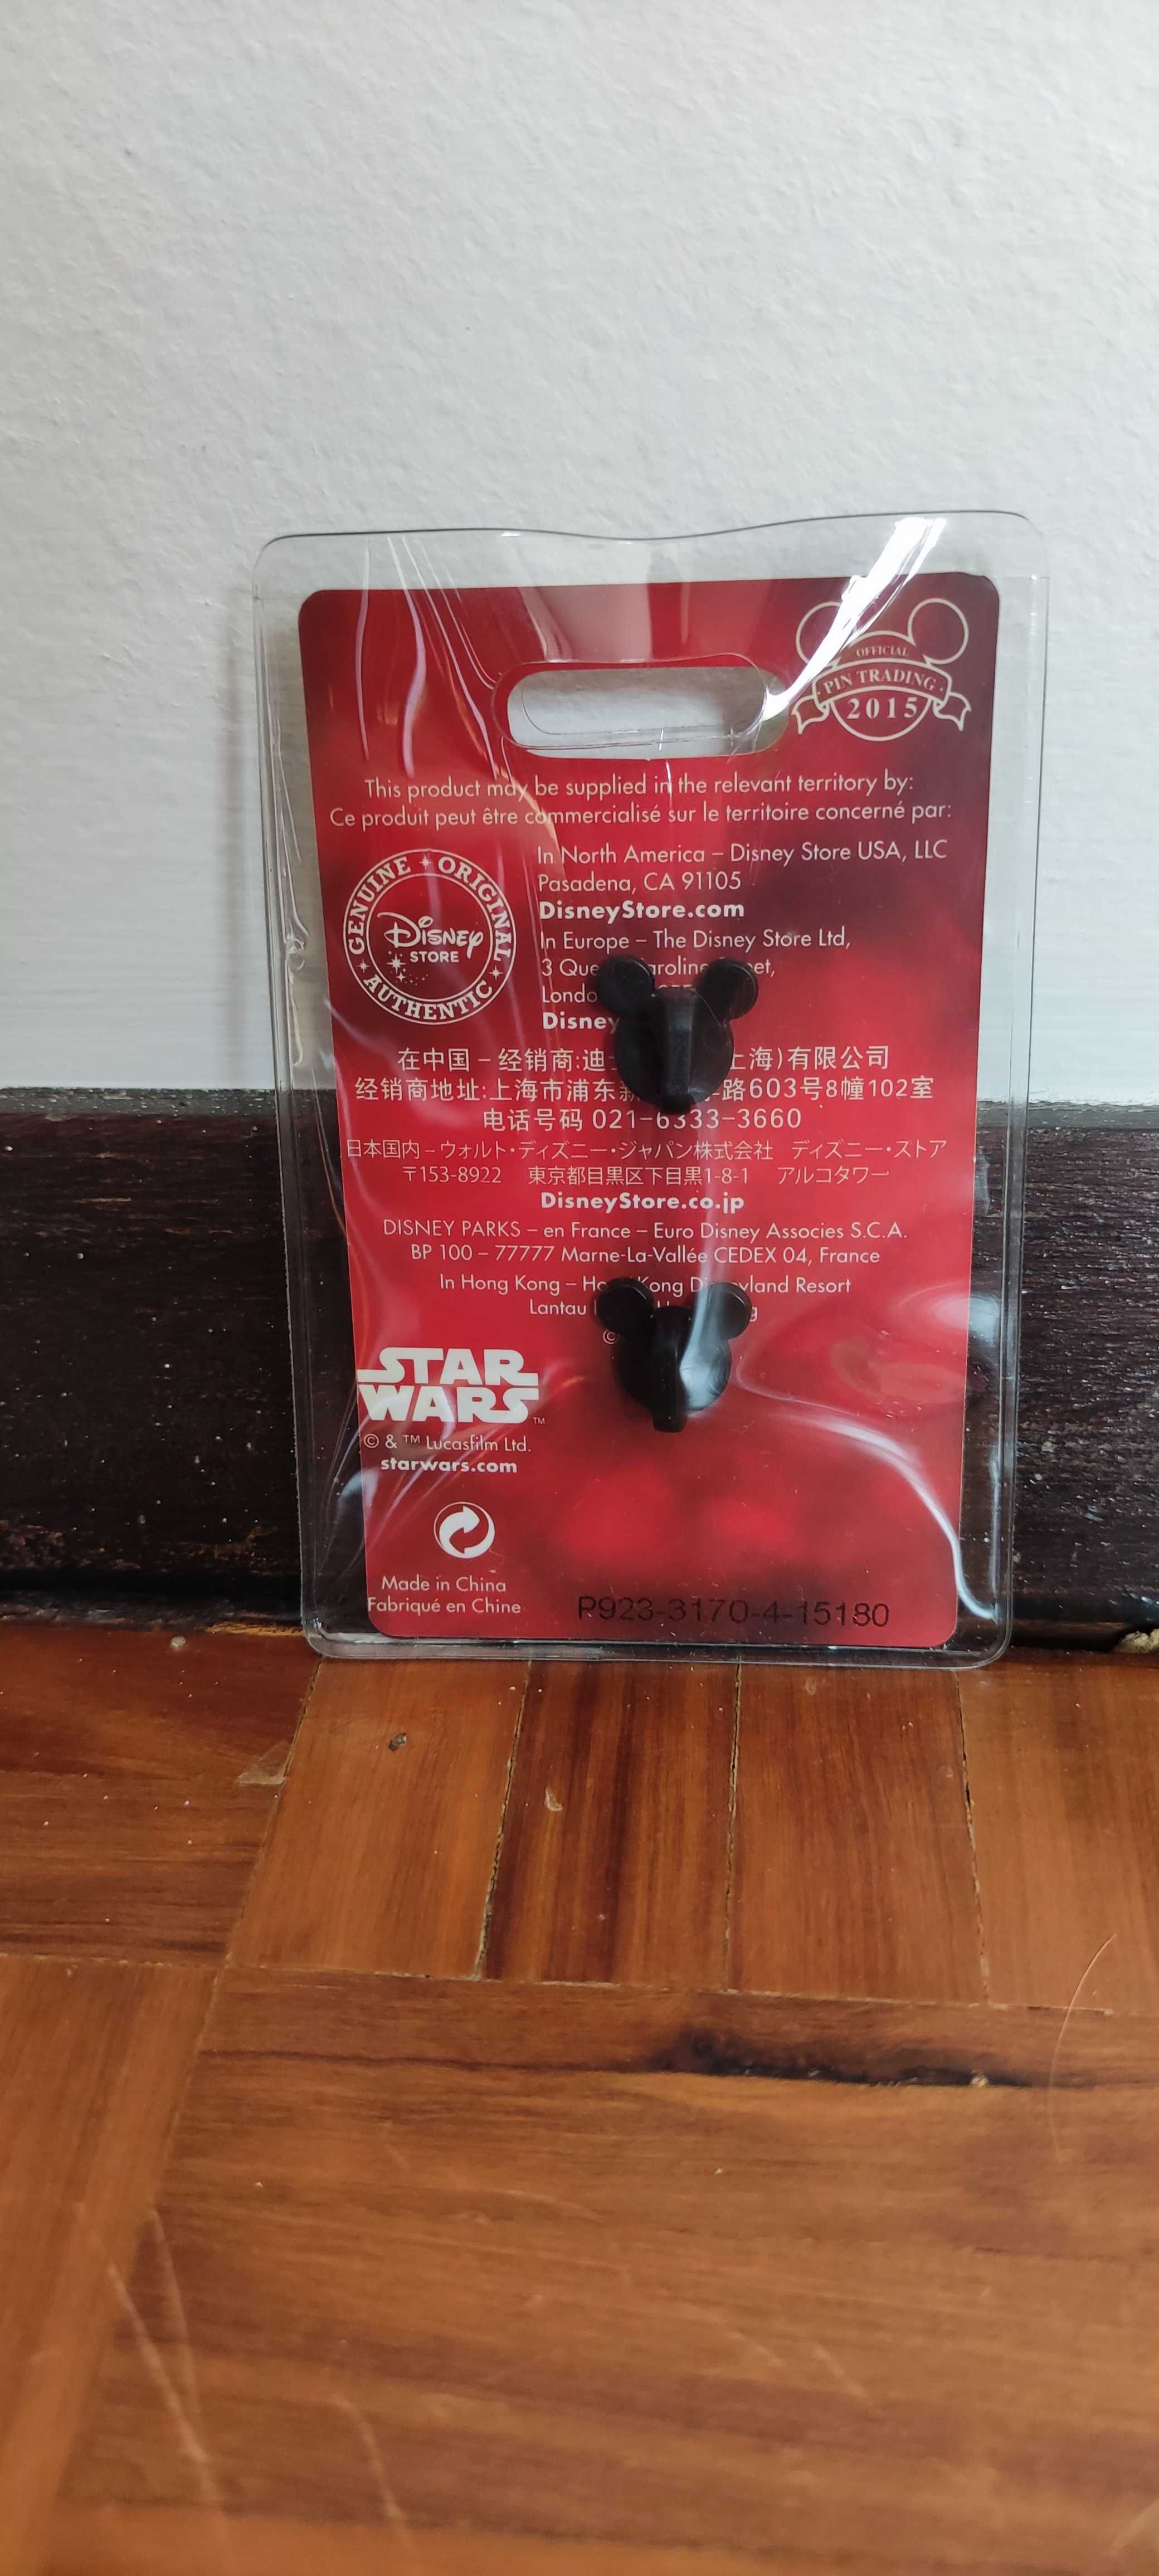 OFFICIAL
PIN TRADING
2015
This product may be supplied in the relevant territory by:
Ce produit peut être commercialisé sur le territoire concerné par:
GENUINE ORIGINAL
AUTHENTIC
Disney
STORE
In North America – Disney Store USA, LLC
Pasadena, CA 91105
DisneyStore.com
In Europe – The Disney Store Ltd,
3
Disney
在中国 – 经销商:迪 上海)有限公司
经销商地址:上海市浦东 路603号8幢102室
电话号码 021-6333-3660
日本国内 – ウォルト・ディズニー・ジャパン株式会社 ディズニー・ストア
〒153-8922 東京都目黒区下目黒1-8-1 アルコタワー
DisneyStore.co.jp
DISNEY PARKS – en France – Euro Disney Associes S.C.A.
BP 100 – 77777 Marne-La-Vallée CEDEX 04, France
In Hong Kong – Kong Disneyland Resort
Lantau
©
STAR
WARS™
© & ™ Lucasfilm Ltd.
starwars.com
Made in China
Fabriqué en Chine
P923-3170-4-15180